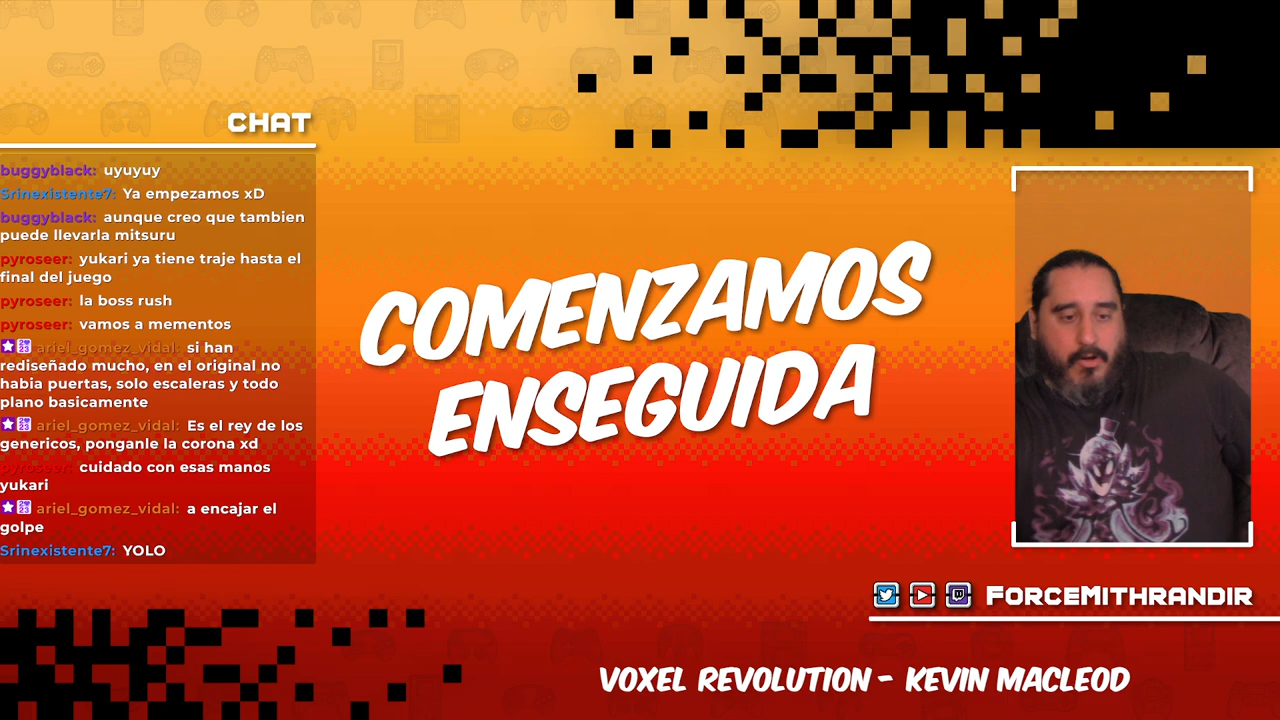 CHAT
buggyblack: uyuyuy
Srinexistente7: Ya empezamos xD
buggyblack: aunque creo que tambien
puede llevarla mitsuru
pyroseer: yukari ya tiene traje hasta el
final del juego
pyroseer: la boss rush
pyroseer: vamos a mementos
ariel_gomez_vidal: si han
rediseñado mucho, en el original no
habia puertas, solo escaleras y todo
plano basicamente
ariel_gomez_vidal: Es el rey de los
genericos, ponganle la corona xd
pyroseer: cuidado con esas manos
yukari
ariel_gomez_vidal: a encajar el
golpe
Srinexistente7: YOLO
COMENZAMOS
ENSEGUIDA
FORCEMITHRANDIR
VOXEL REVOLUTION - KEVIN MACLEOD